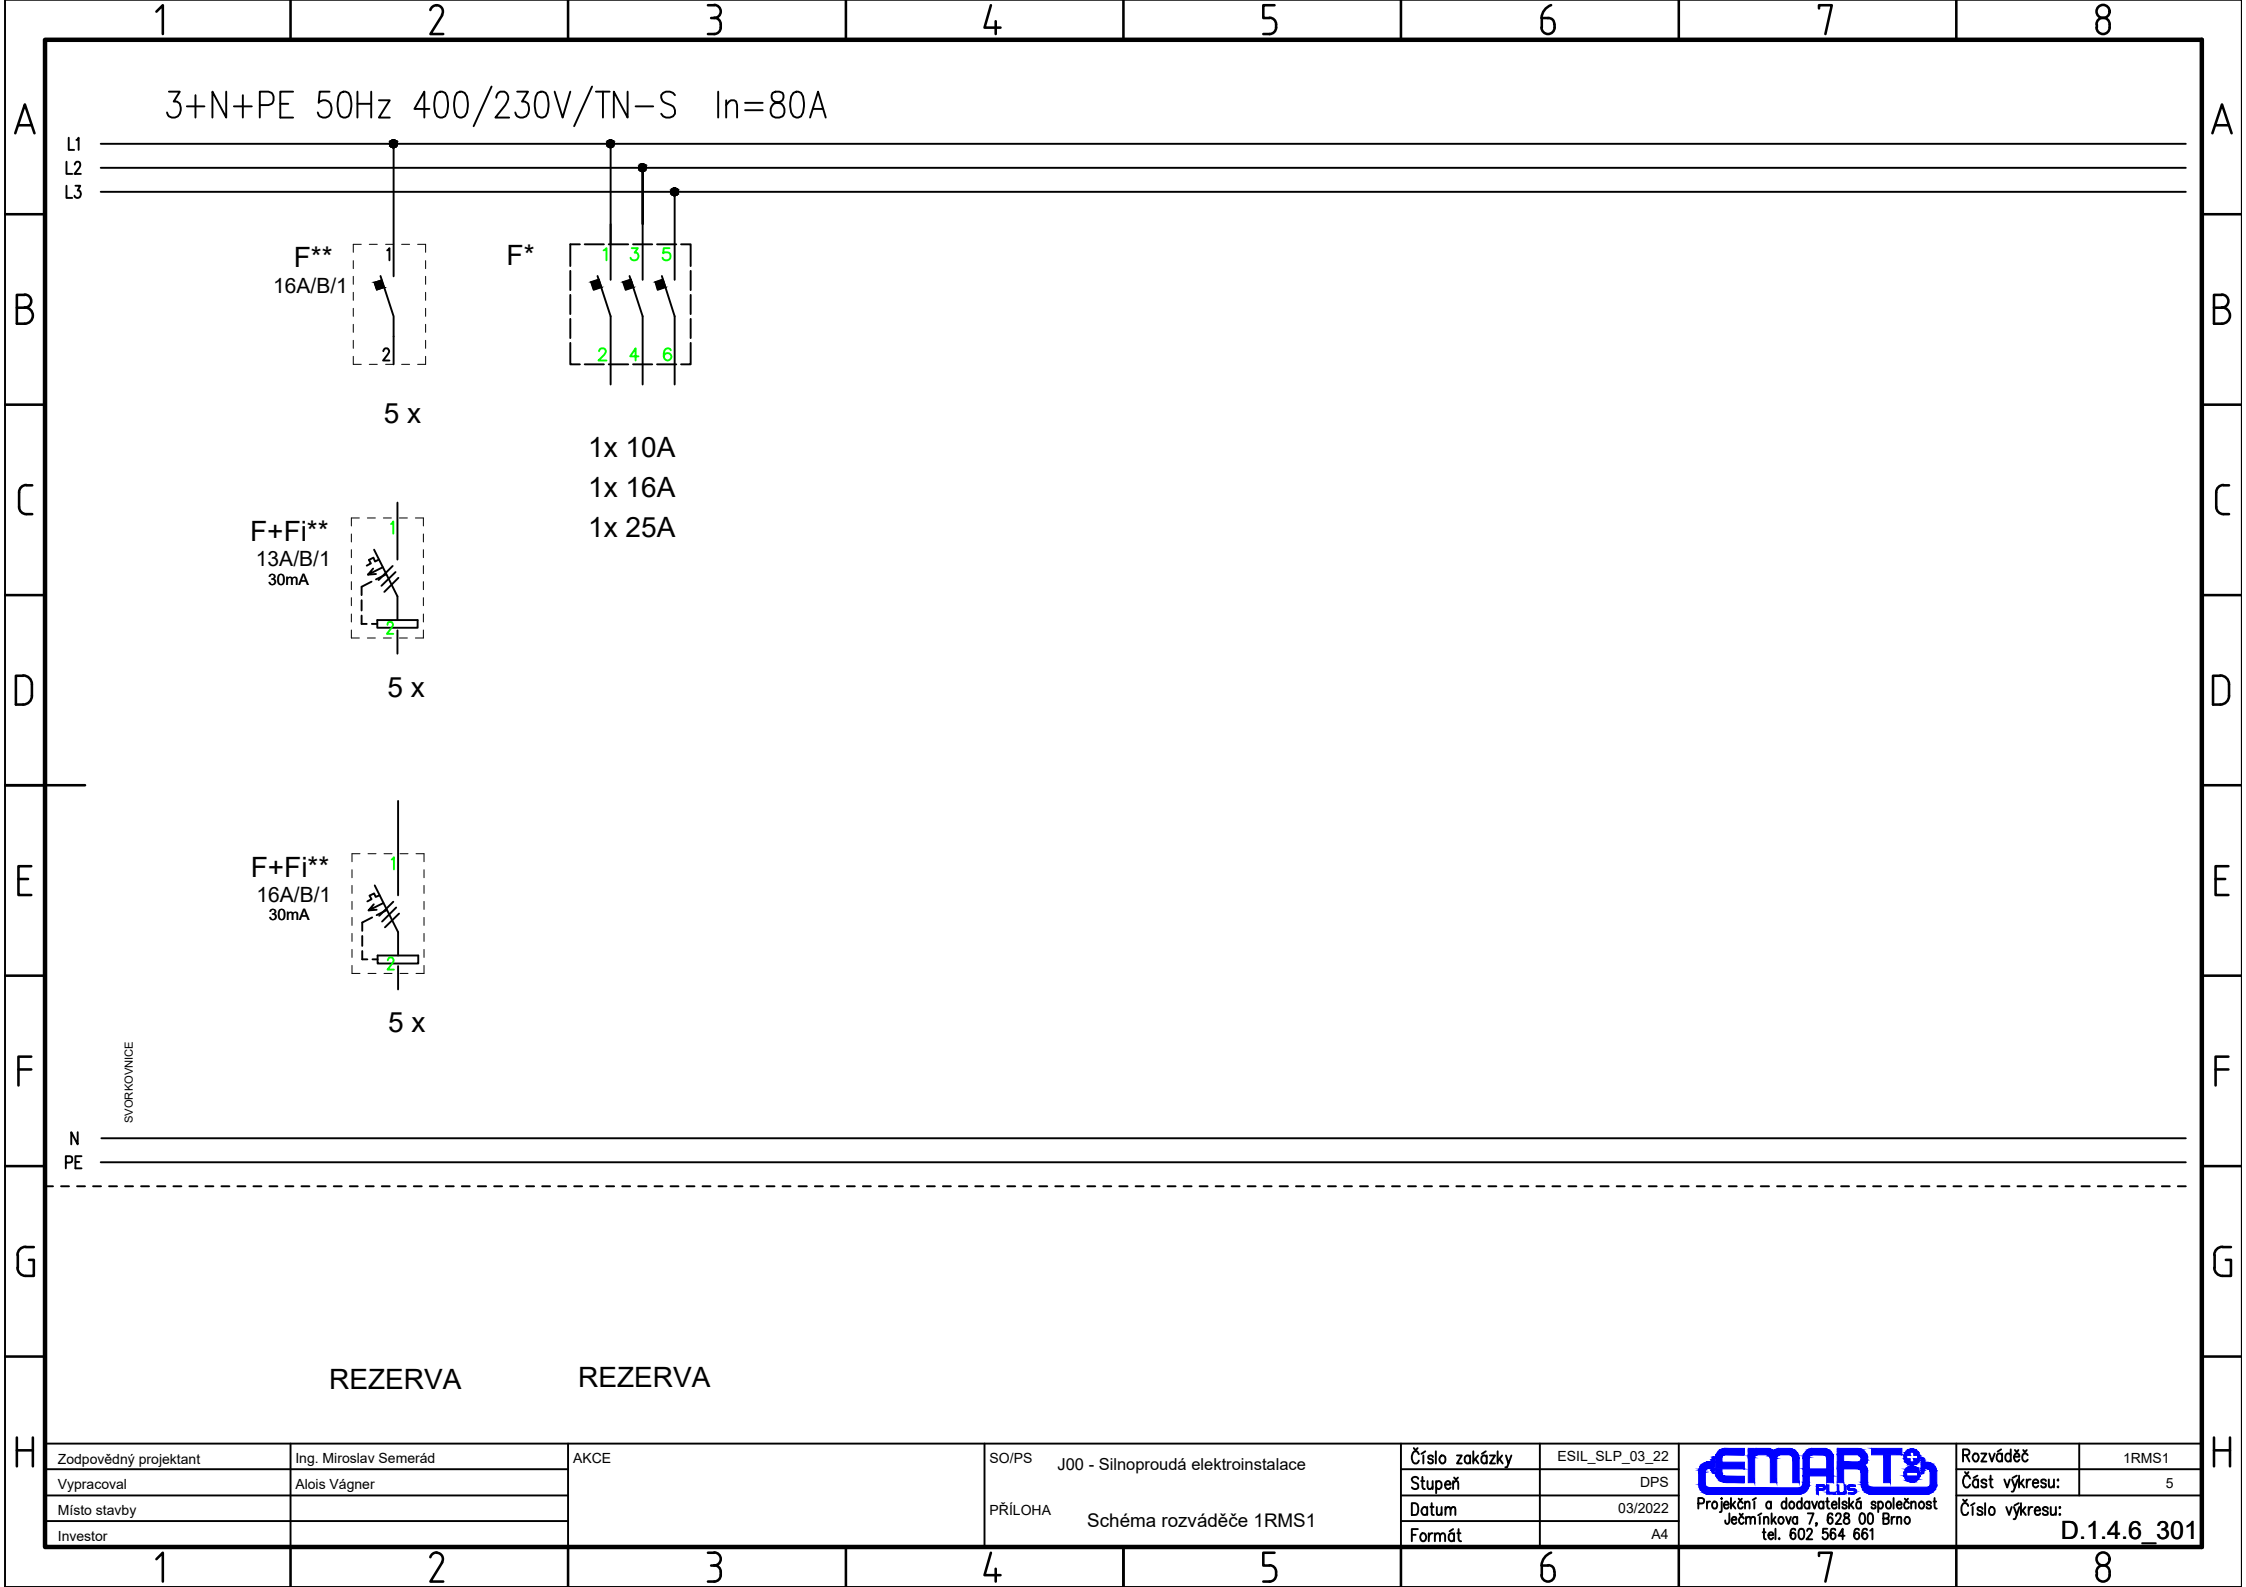 1 2 3 4 5 6 7 8
A A
3+N+PE 50Hz 400/230V/TN-S In=80A
L1
L2
L3
F**
16A/B/1
1
2
F*
1 3 5
2 4 6
B B
5 x
1x 10A
1x 16A
1x 25A
C C
F+Fi**
13A/B/1
30mA
1
2
5 x
D D
F+Fi**
16A/B/1
30mA
1
2
E E
5 x
SVORKOVNICE
F F
N
PE
G G
REZERVA REZERVA
H H
Zodpovědný projektant Ing. Miroslav Semerád
Vypracoval Alois Vágner
Místo stavby
Investor
AKCE
SO/PS J00 - Silnoproudá elektroinstalace
PŘÍLOHA Schéma rozváděče 1RMS1
Číslo zakázky ESIL_SLP_03_22
Stupeň DPS
Datum 03/2022
Formát A4
EMART
PLUS
Projekční a dodavatelská společnost
Ječmínkova 7, 628 00 Brno
tel. 602 564 661
Rozváděč 1RMS1
Část výkresu: 5
Číslo výkresu:
D.1.4.6_301
1 2 3 4 5 6 7 8